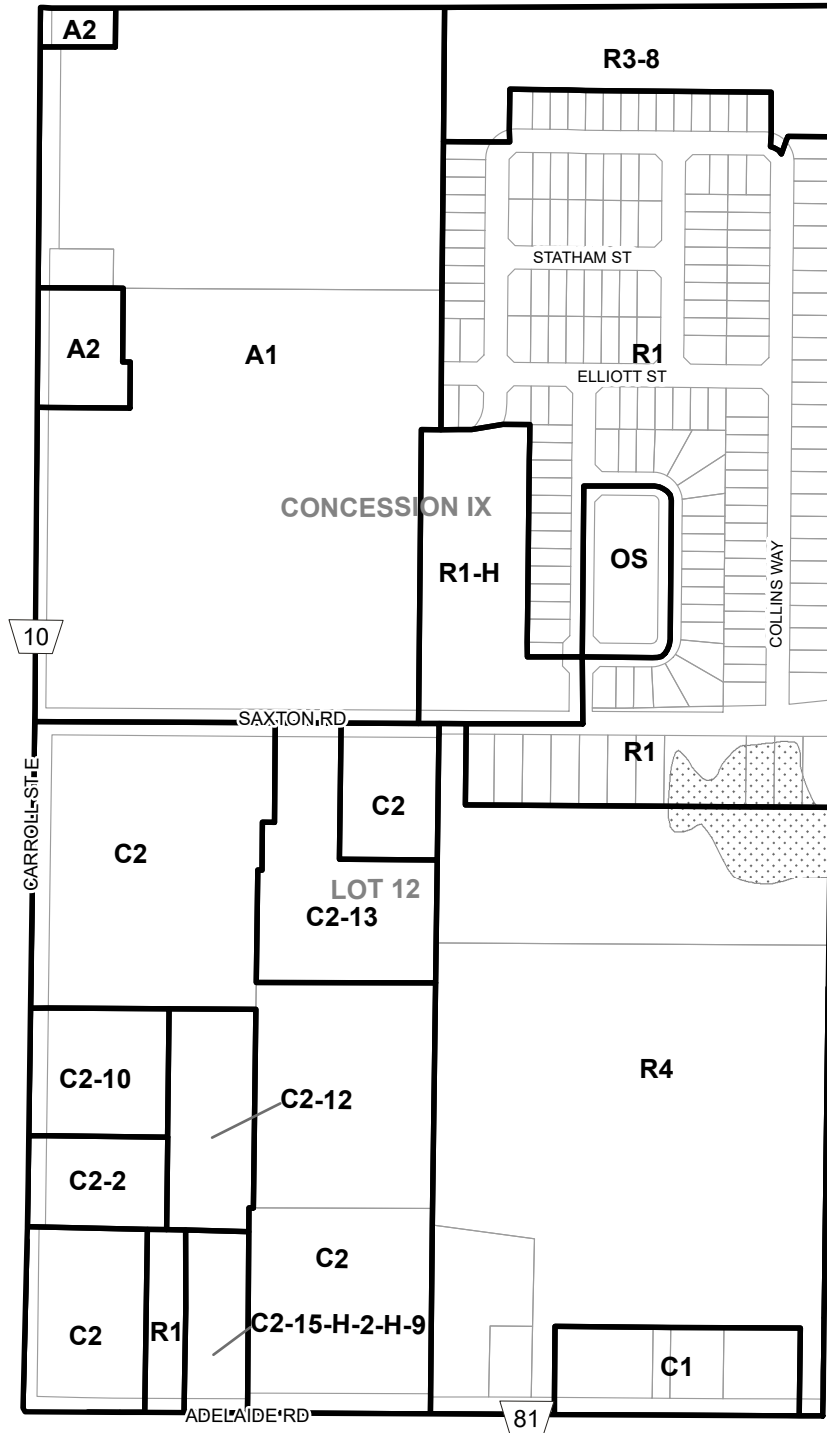 A2
R3-8
STATHAM ST
A2
A1
R1
ELLIOTT ST
CONCESSION IX
OS
R1-H
COLLINS WAY
10
SAXTON RD
R1
CARROLL ST E
C2
C2
LOT 12
C2-13
R4
C2-10
C2-12
C2-2
C2
C2-15-H-2-H-9
C2
R1
C1
ADELAIDE RD
81